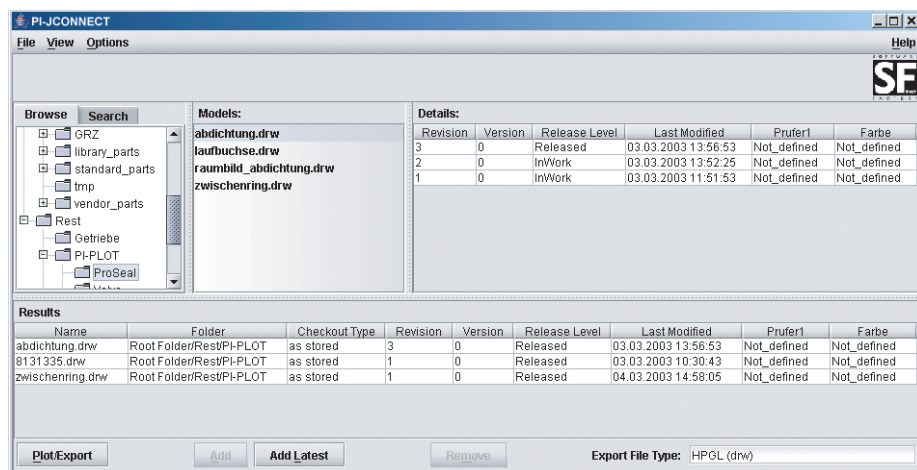 PI-JCONNECT
File View Options Help
SOFTWARE
SF
FACTORY
Browse Search
GRZ
library_parts
standard_parts
tmp
vendor_parts
Rest
Getriebe
PI-PLOT
ProSeal
Models:
abdichtung.drw
laufbuchse.drw
raumbild_abdichtung.drw
zwischenring.drw
Details:
Revision Version Release Level Last Modified Prufer1 Farbe
3 0 Released 03.03.2003 13:56:53 Not_defined Not_defined
2 0 InWork 03.03.2003 13:52:25 Not_defined Not_defined
1 0 InWork 03.03.2003 11:51:53 Not_defined Not_defined
Results
Name Folder Checkout Type Revision Version Release Level Last Modified Prufer1 Farbe
abdichtung.drw Root Folder/Rest/PI-PLOT as stored 3 0 Released 03.03.2003 13:56:53 Not_defined Not_defined
8131335.drw Root Folder/Rest/PI-PLOT as stored 1 0 Released 03.03.2003 10:30:43 Not_defined Not_defined
zwischenring.drw Root Folder/Rest/PI-PLOT as stored 1 0 Released 04.03.2003 14:58:05 Not_defined Not_defined
Plot/Export Add Add Latest Remove Export File Type: HPGL (drw)